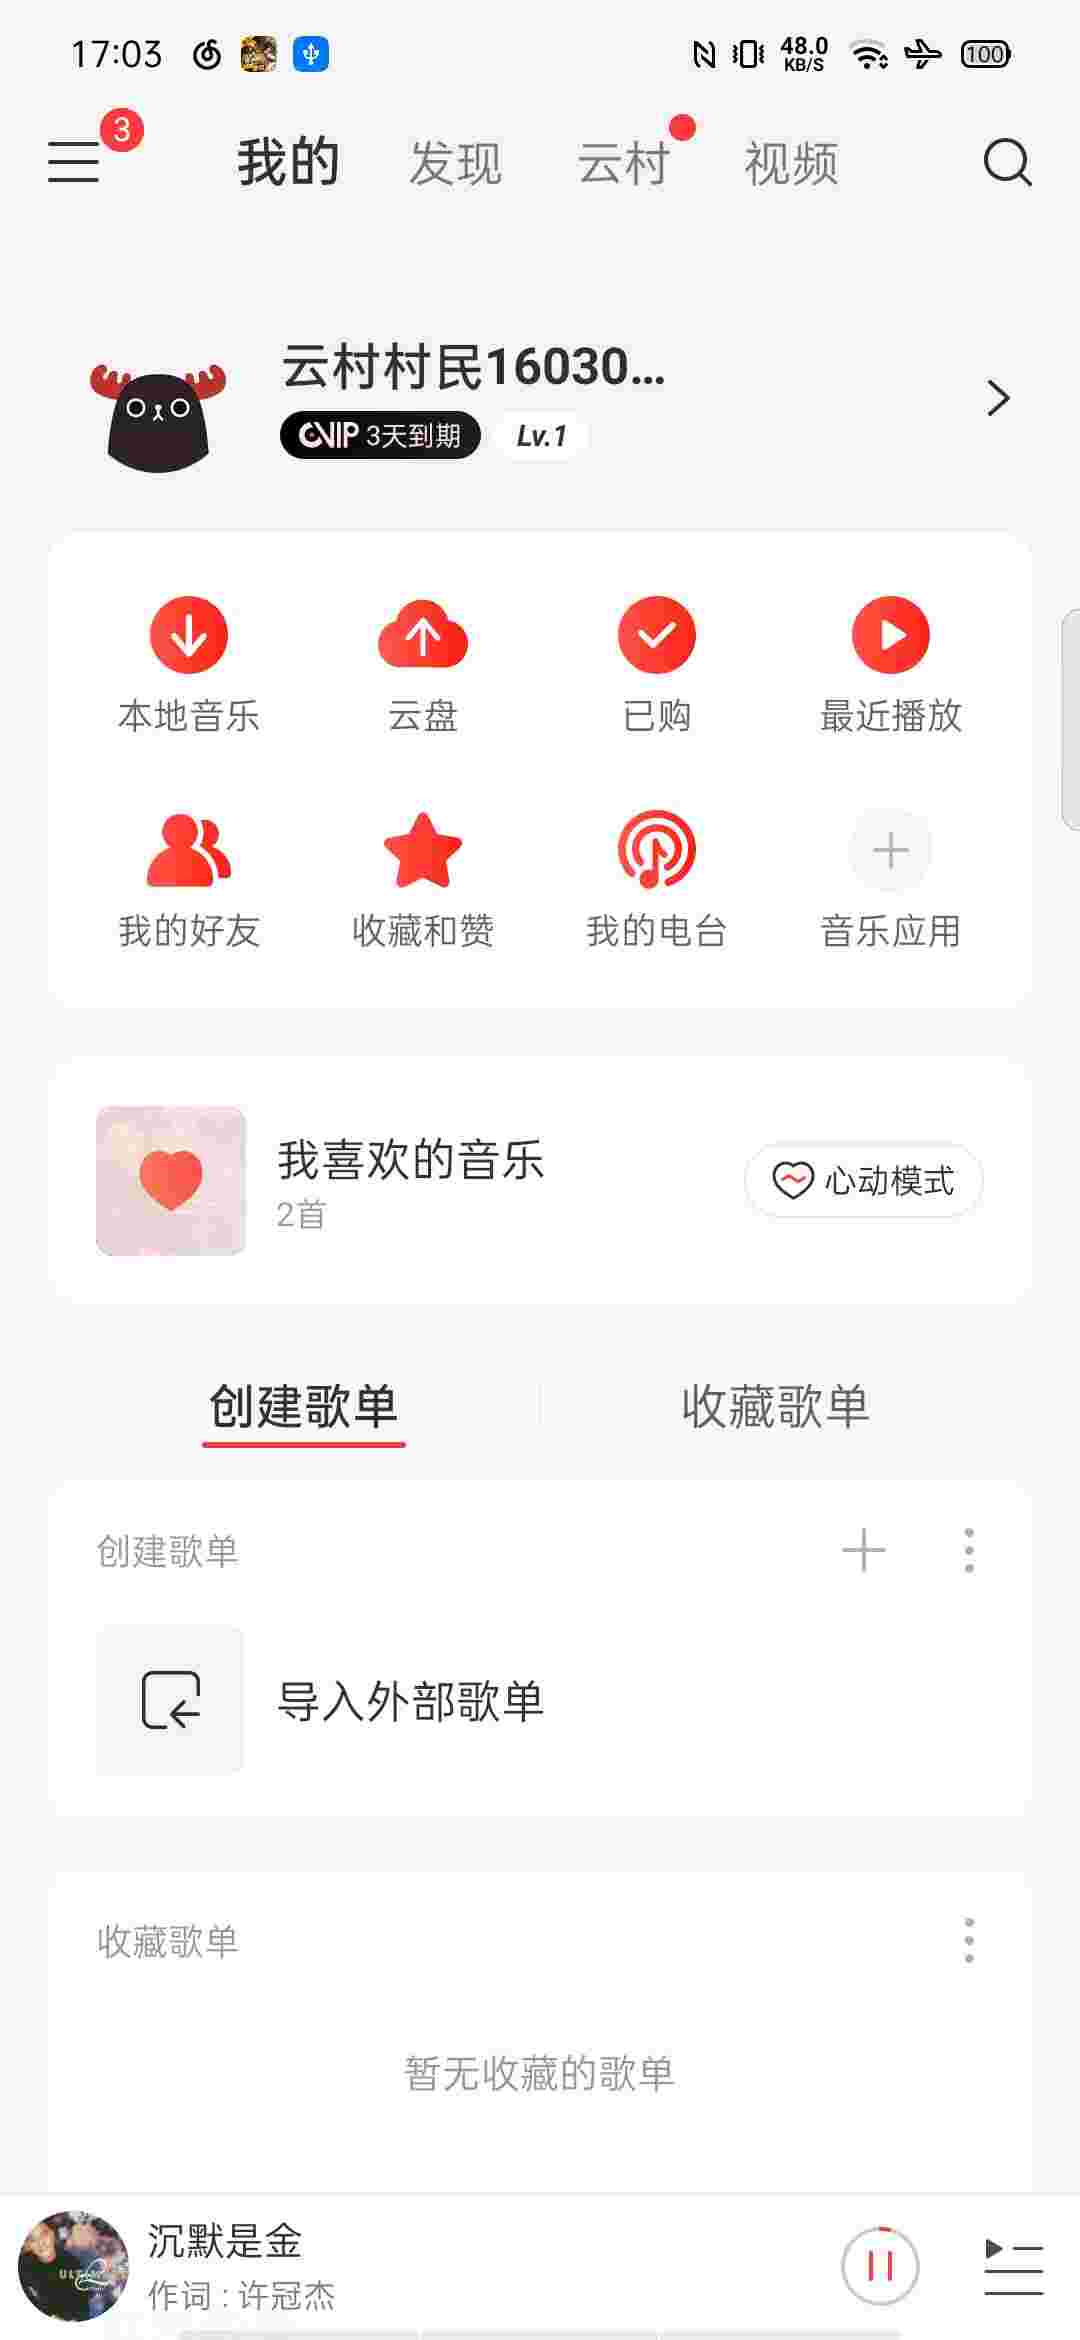 17:03
48.0
KB/S
100
3
我的
发现
云村
视频
云村村民16030...
VIP 3天到期
Lv.1
本地音乐
云盘
已购
最近播放
我的好友
收藏和赞
我的电台
音乐应用
我喜欢的音乐
2首
心动模式
创建歌单
收藏歌单
创建歌单
导入外部歌单
收藏歌单
暂无收藏的歌单
沉默是金
作词 : 许冠杰